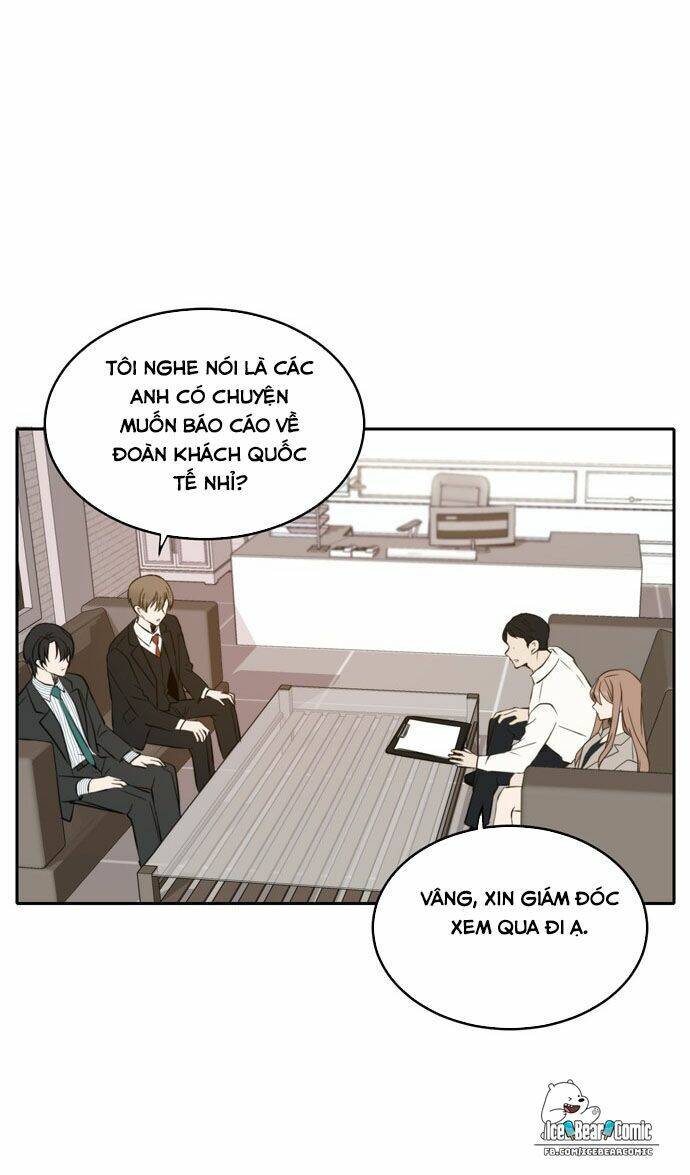 TÔI NGHE NÓI LÀ CÁC
ANH CÓ CHUYỆN
MUỐN BÁO CÁO VỀ
ĐOÀN KHÁCH QUỐC
TẾ NHỈ?
VÂNG, XIN GIÁM ĐÓC
XEM QUA ĐI Ạ.
Ice Bear Comic
FB.COM/ICEBEARCOMIC